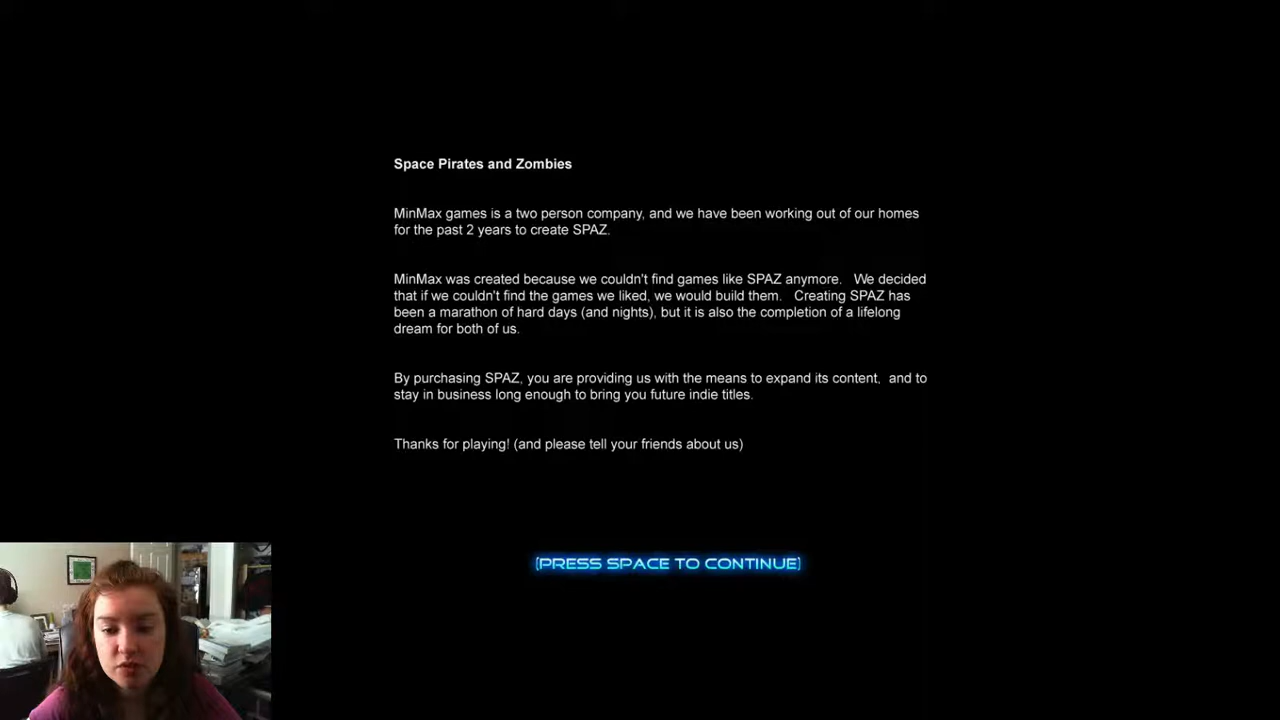 Space Pirates and Zombies
MinMax games is a two person company, and we have been working out of our homes
for the past 2 years to create SPAZ.
MinMax was created because we couldn't find games like SPAZ anymore. We decided
that if we couldn't find the games we liked, we would build them. Creating SPAZ has
been a marathon of hard days (and nights), but it is also the completion of a lifelong
dream for both of us.
By purchasing SPAZ, you are providing us with the means to expand its content, and to
stay in business long enough to bring you future indie titles.
Thanks for playing! (and please tell your friends about us)
[PRESS SPACE TO CONTINUE]